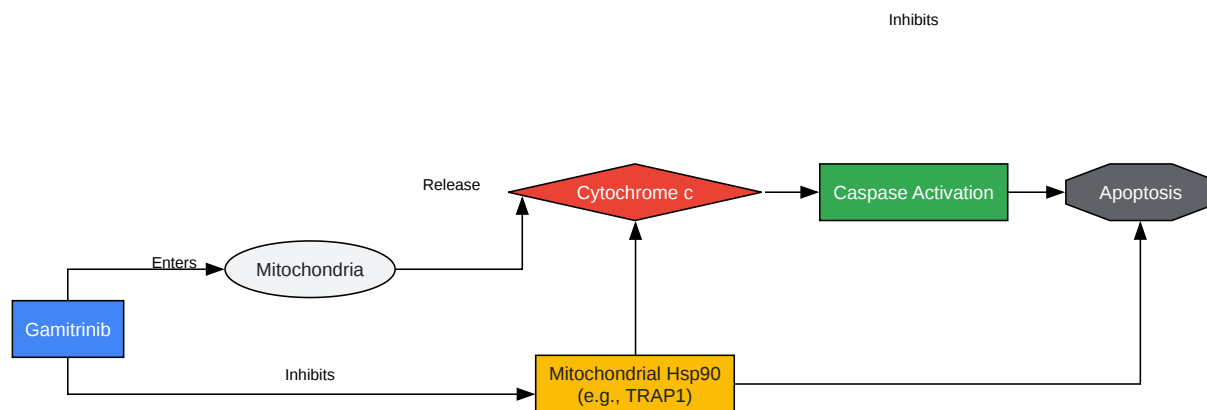 Inhibits
Release
Cytochrome c
Caspase Activation
Apoptosis
Enters
Mitochondria
Gamitrinib
Inhibits
Mitochondrial Hsp90
(e.g., TRAP1)